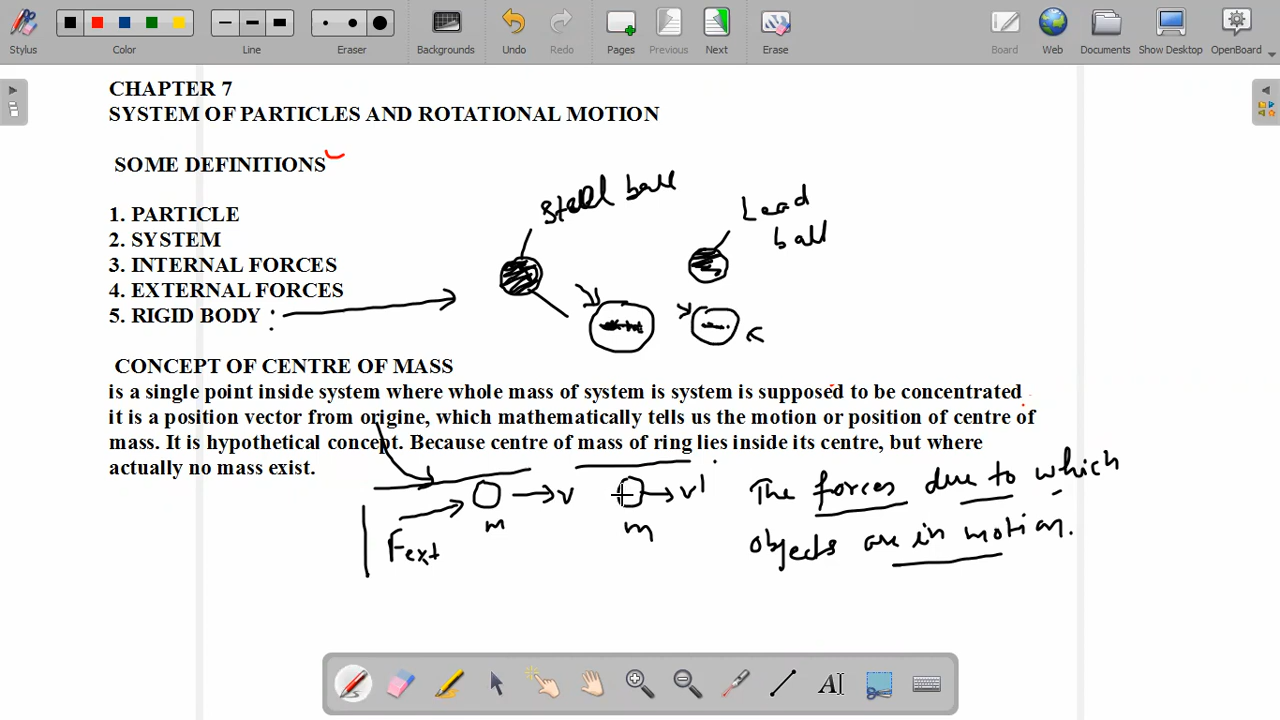 Stylus
Color
Line
Eraser
Backgrounds
Undo
Redo
Pages
Previous
Next
Erase
Board
Web
Documents
Show Desktop
OpenBoard
CHAPTER 7
SYSTEM OF PARTICLES AND ROTATIONAL MOTION
SOME DEFINITIONS
1. PARTICLE
2. SYSTEM
3. INTERNAL FORCES
4. EXTERNAL FORCES
5. RIGID BODY :
Steel ball
Lead
ball
CONCEPT OF CENTRE OF MASS
is a single point inside system where whole mass of system is system is supposed to be concentrated
it is a position vector from origine, which mathematically tells us the motion or position of centre of
mass. It is hypothetical concept. Because centre of mass of ring lies inside its centre, but where
actually no mass exist.
Fext
m
v
m
v'
The forces due to which
objects are in motion.